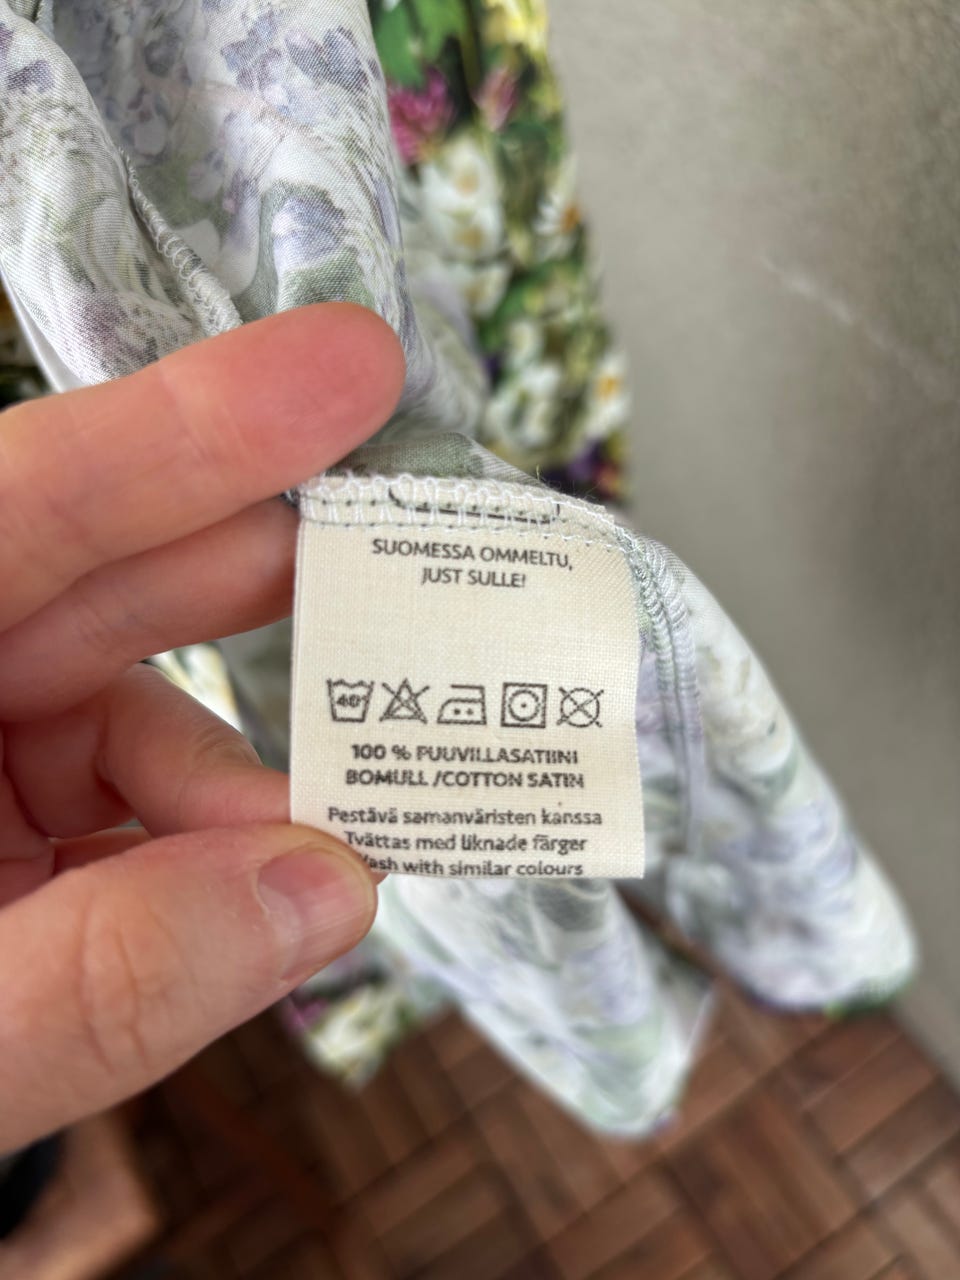 SUOMESSA OMMELTU,
JUST SULLE!
40°
100 % PUUVILLASATIINI
BOMULL /COTTON SATIN
Pestävä samanväristen kanssa
Tvättas med liknade färger
with similar colours